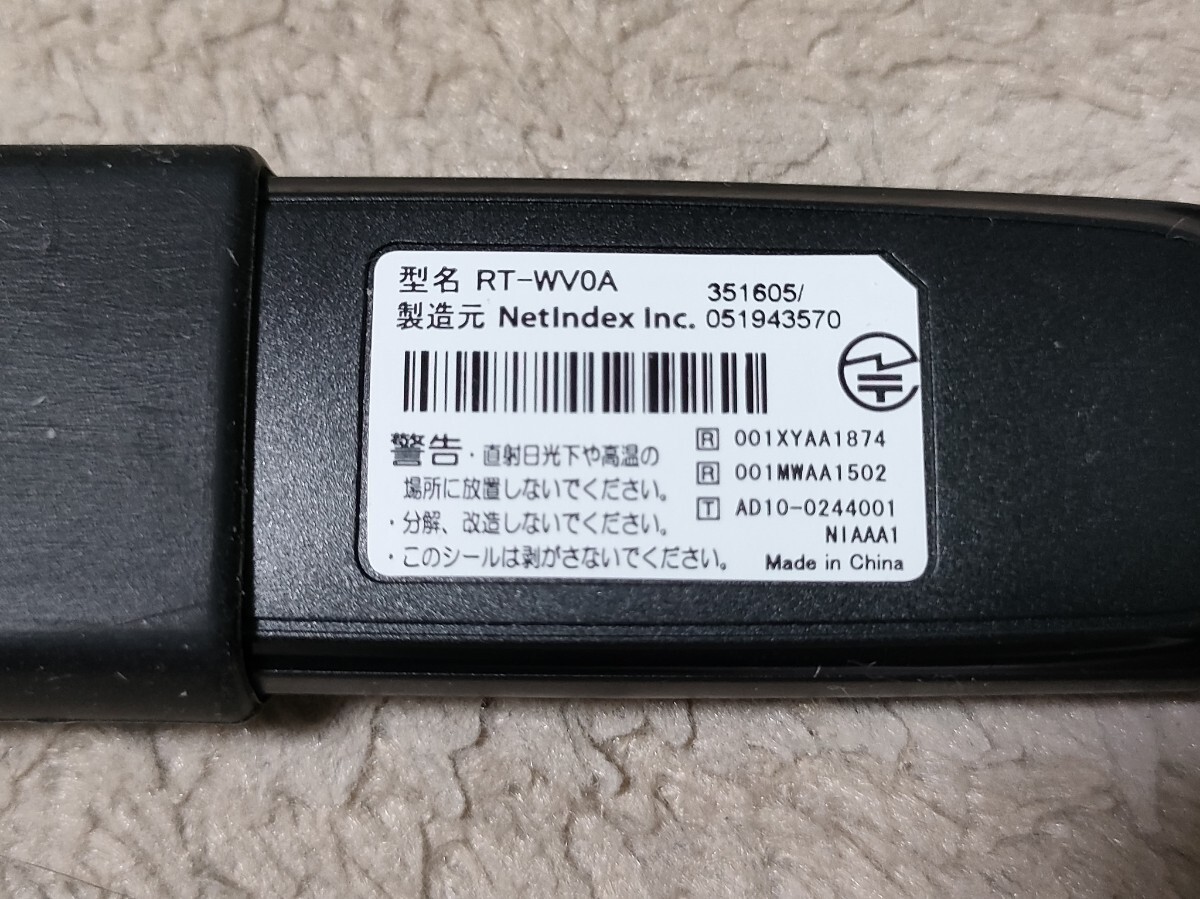 型名 RT-WV0A
製造元 NetIndex Inc.
351605/
051943570
警告・直射日光下や高温の
場所に放置しないでください。
・分解、改造しないでください。
・このシールは剥がさないでください。
R 001XYAA1874
R 001MWAA1502
T AD10-0244001
NIAAA1
Made in China